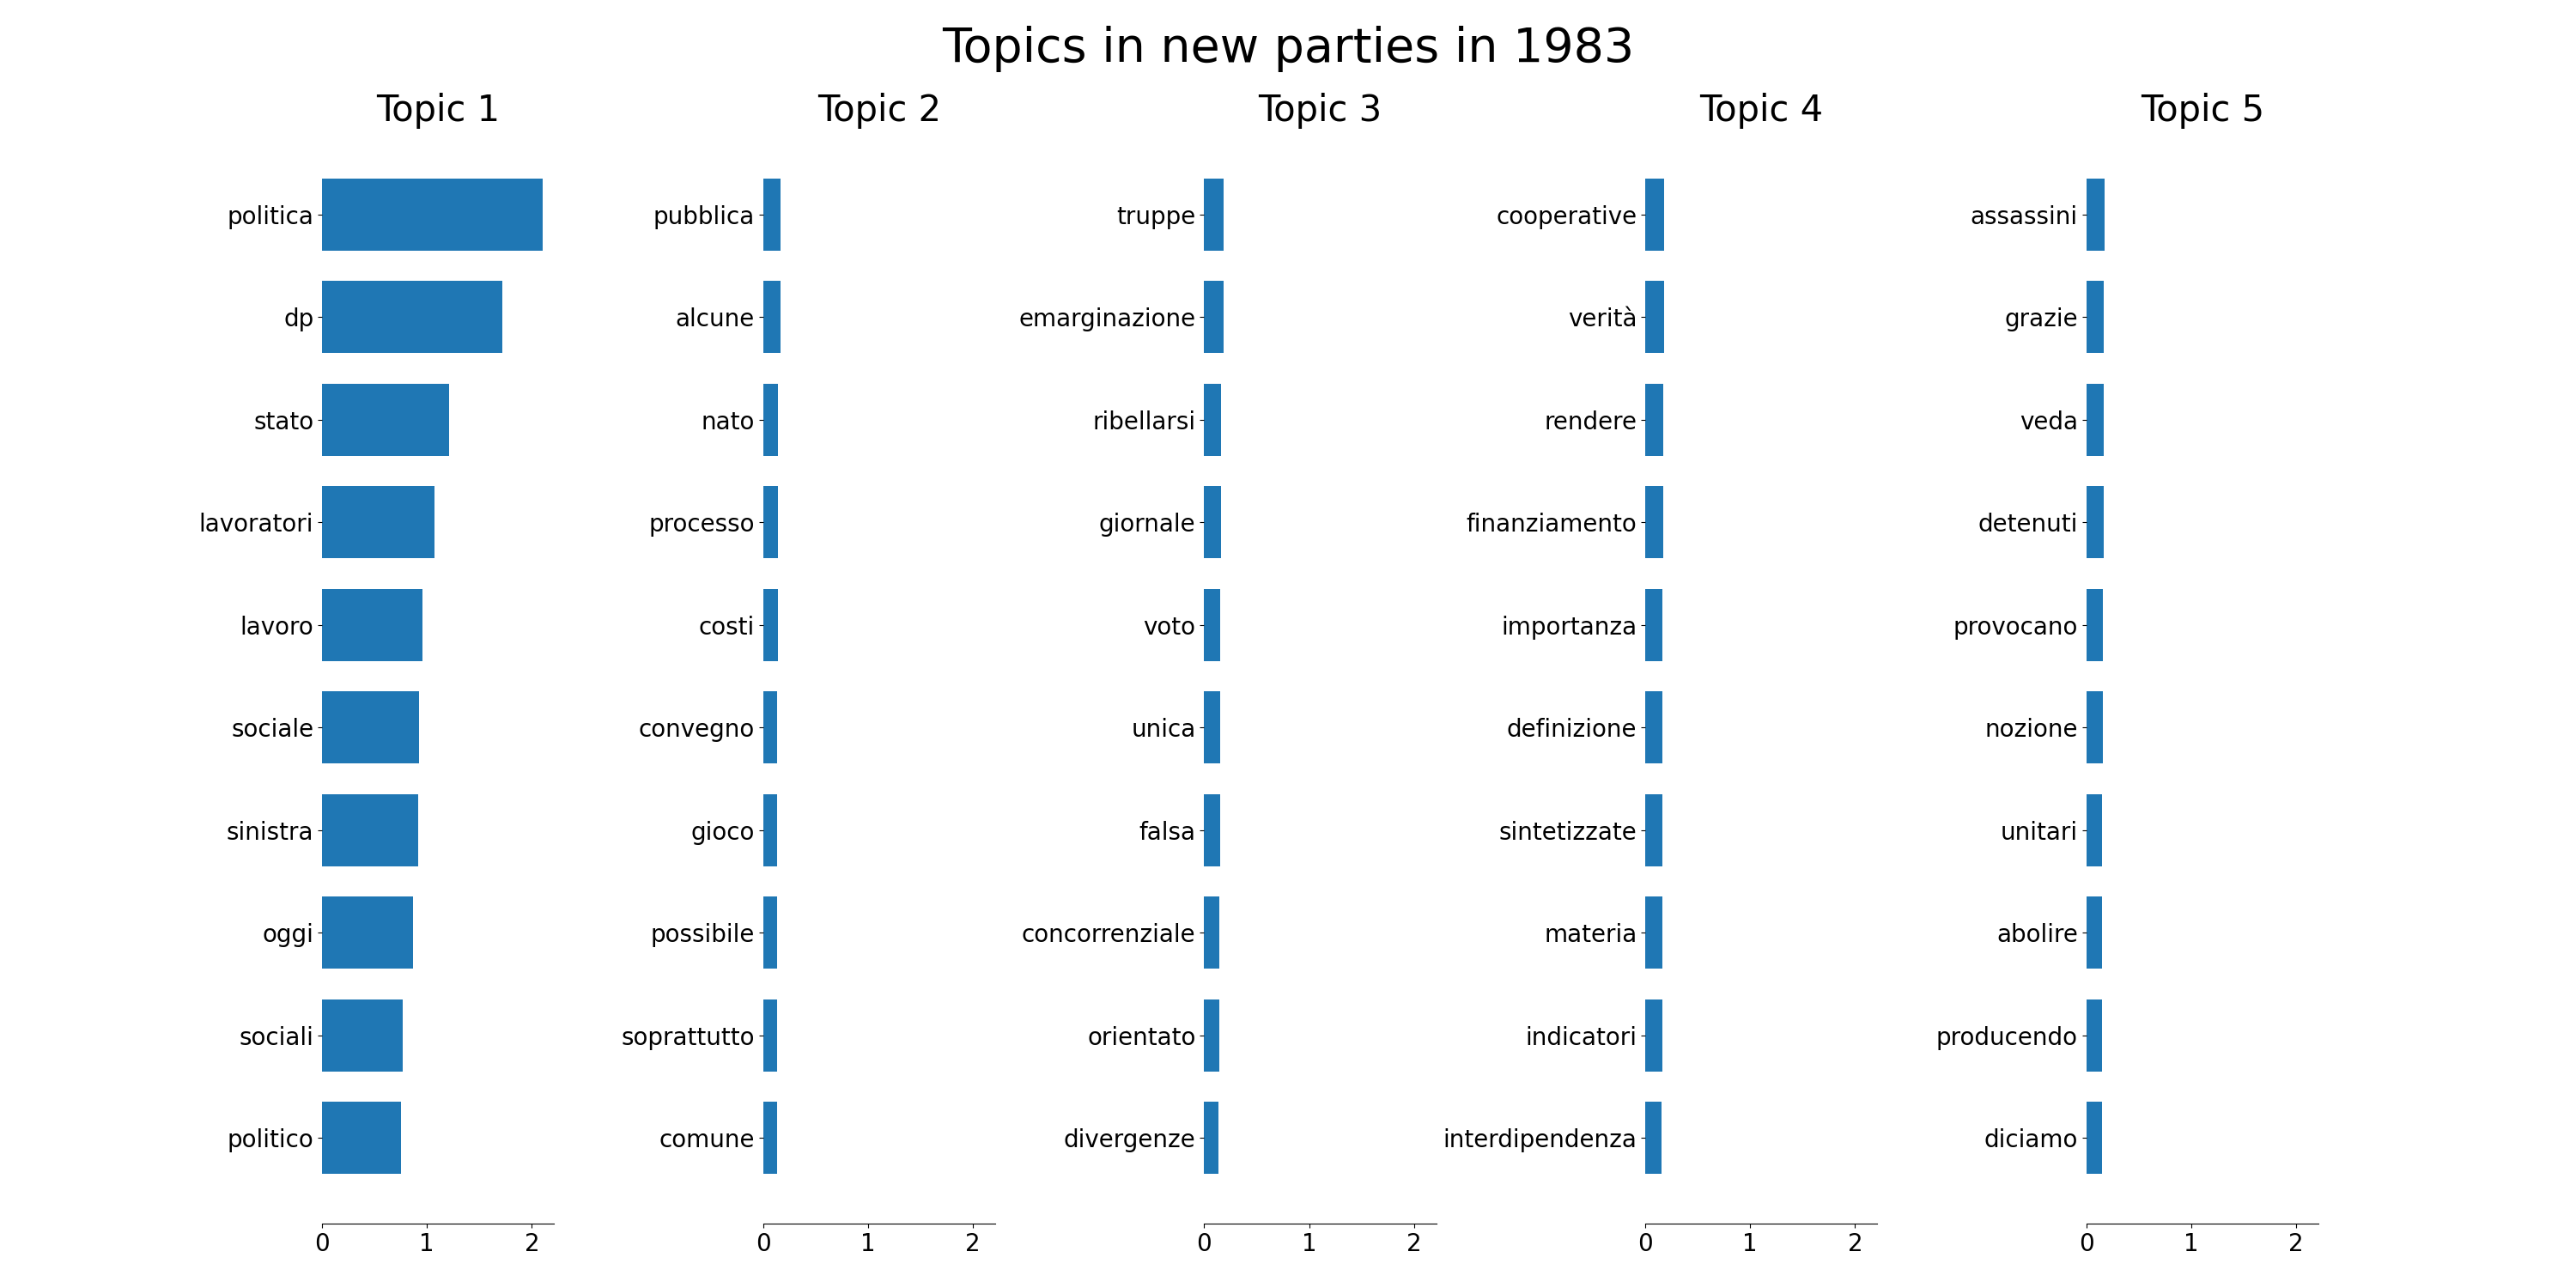 Topics in new parties in 1983
Topic 1
politica
dp
stato
lavoratori
lavoro
sociale
sinistra
oggi
sociali
politico
0 1 2
Topic 2
pubblica
alcune
nato
processo
costi
convegno
gioco
possibile
soprattutto
comune
0 1 2
Topic 3
truppe
emarginazione
ribellarsi
giornale
voto
unica
falsa
concorrenziale
orientato
divergenze
0 1 2
Topic 4
cooperative
verità
rendere
finanziamento
importanza
definizione
sintetizzate
materia
indicatori
interdipendenza
0 1 2
Topic 5
assassini
grazie
veda
detenuti
provocano
nozione
unitari
abolire
producendo
diciamo
0 1 2